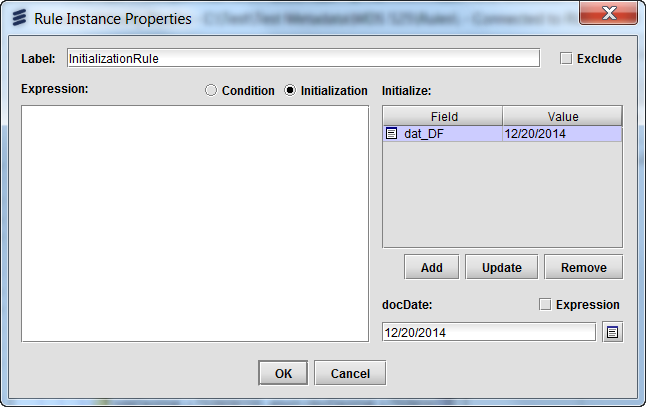 Rule Instance Properties
Label: InitializationRule Exclude
Expression: Condition Initialization Initialize:
Field Value
dat_DF 12/20/2014
Add Update Remove
docDate: Expression
12/20/2014
OK Cancel